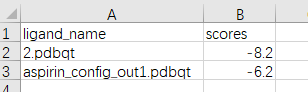 A B
1 ligand_name scores
2 2.pdbqt -8.2
3 aspirin_config_out1.pdbqt -6.2